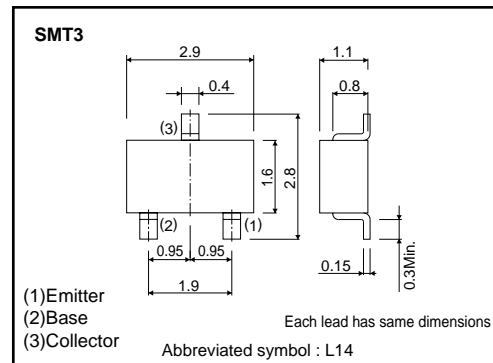 SMT3
2.9
1.1
0.4
0.8
(3)
1.6
2.8
(2)
(1)
0.95
0.95
0.15
0.3Min.
1.9
(1)Emitter
(2)Base
(3)Collector
Each lead has same dimensions
Abbreviated symbol : L14